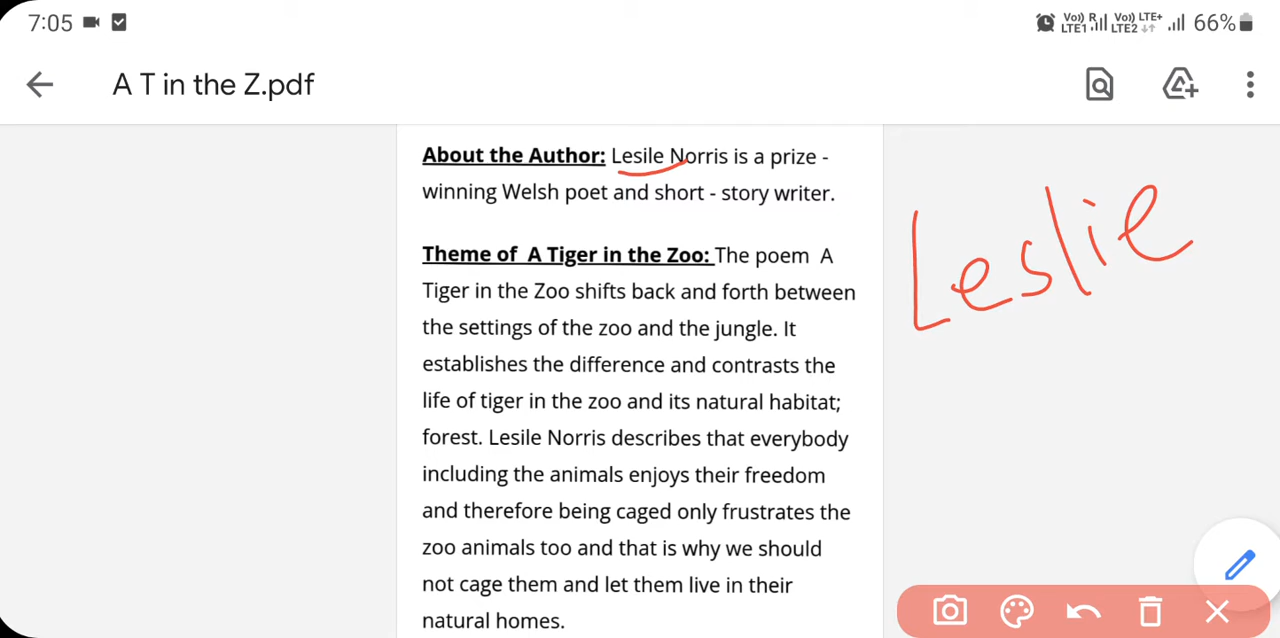 7:05 Vo)) R Vo)) LTE+ 66%
LTE1 LTE2
A T in the Z.pdf
About the Author: Lesile Norris is a prize -
winning Welsh poet and short - story writer.
Leslie
Theme of A Tiger in the Zoo: The poem A
Tiger in the Zoo shifts back and forth between
the settings of the zoo and the jungle. It
establishes the difference and contrasts the
life of tiger in the zoo and its natural habitat;
forest. Lesile Norris describes that everybody
including the animals enjoys their freedom
and therefore being caged only frustrates the
zoo animals too and that is why we should
not cage them and let them live in their
natural homes.